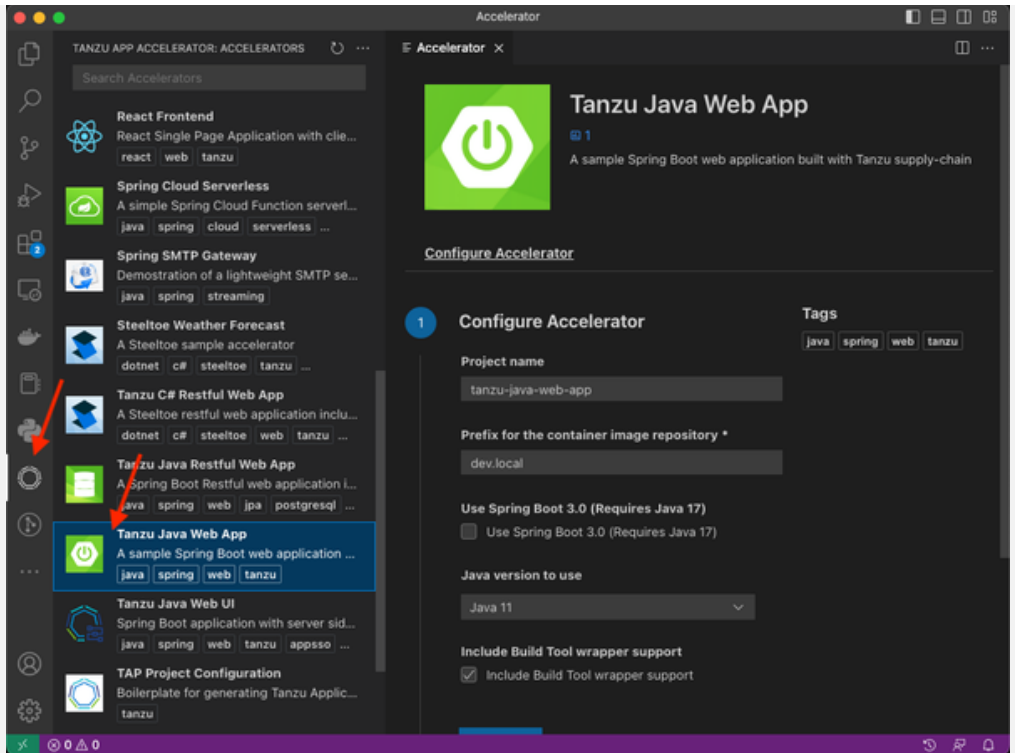 Accelerator
TANZU APP ACCELERATOR: ACCELERATORS
Search Accelerators
React Frontend
React Single Page Application with clie...
react web tanzu
Spring Cloud Serverless
A simple Spring Cloud Function serverl...
java spring cloud serverless ...
Spring SMTP Gateway
Demostration of a lightweight SMTP se...
java spring streaming
Steeltoe Weather Forecast
A Steeltoe sample accelerator
dotnet c# steeltoe tanzu ...
Tanzu C# Restful Web App
A Steeltoe restful web application inclu...
dotnet c# steeltoe web tanzu ...
Tanzu Java Restful Web App
A Spring Boot Restful web application i...
java spring web jpa postgresql ...
Tanzu Java Web App
A sample Spring Boot web application ...
java spring web tanzu
Tanzu Java Web UI
Spring Boot application with server sid...
java spring web tanzu appsso ...
TAP Project Configuration
Boilerplate for generating Tanzu Applic...
tanzu
2
0 0
Accelerator
Tanzu Java Web App
1
A sample Spring Boot web application built with Tanzu supply-chain
Configure Accelerator
1
Configure Accelerator
Project name
tanzu-java-web-app
Prefix for the container image repository *
dev.local
Use Spring Boot 3.0 (Requires Java 17)
Use Spring Boot 3.0 (Requires Java 17)
Java version to use
Java 11
Include Build Tool wrapper support
Include Build Tool wrapper support
Tags
java spring web tanzu